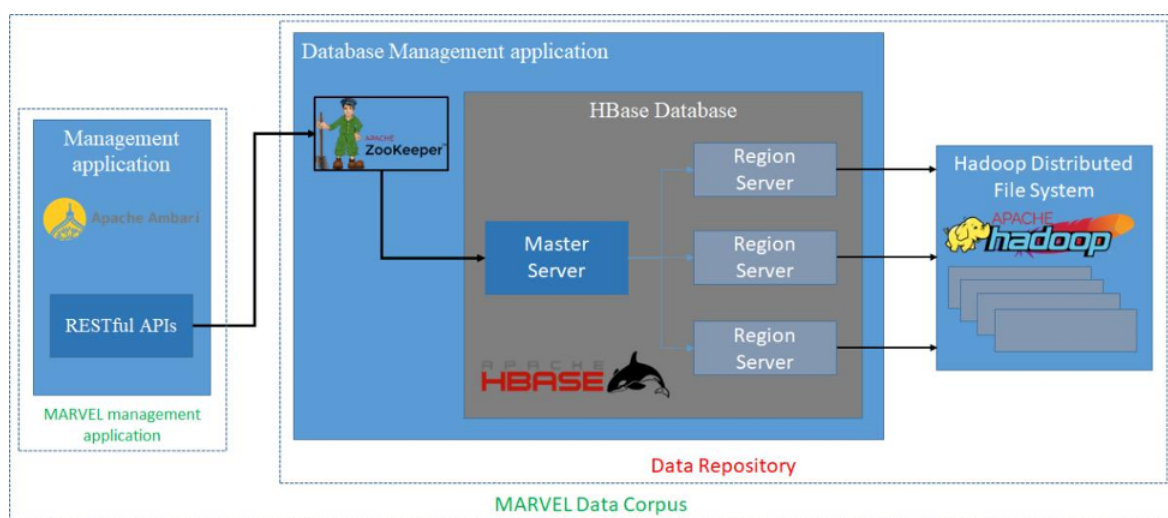 Database Management application
HBase Database
APACHE
ZooKeeper™
Management
application
Apache Ambari
RESTful APIs
MARVEL management
application
Master
Server
Region
Server
Region
Server
Region
Server
APACHE
HBASE
Hadoop Distributed
File System
APACHE
hadoop
Data Repository
MARVEL Data Corpus